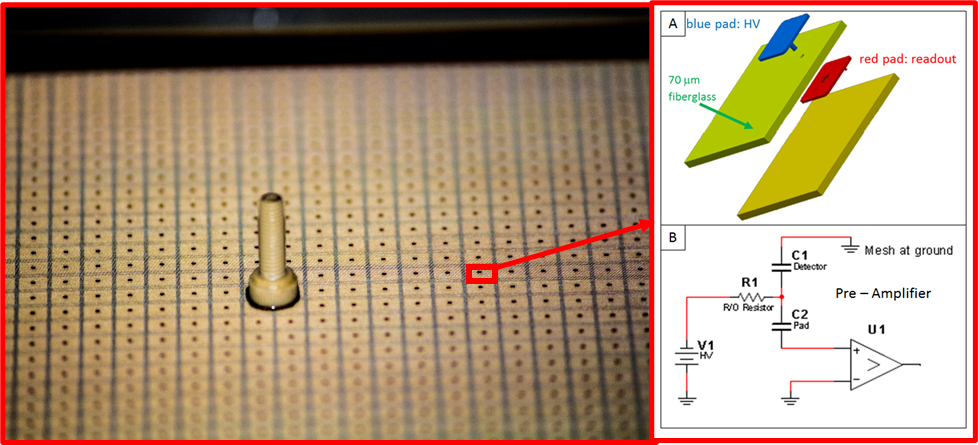 A
blue pad: HV
red pad: readout
70 µm
fiberglass
B
C1
Detector
Mesh at ground
R1
R/O Resistor
Pre – Amplifier
C2
Pad
U1
V1
HV